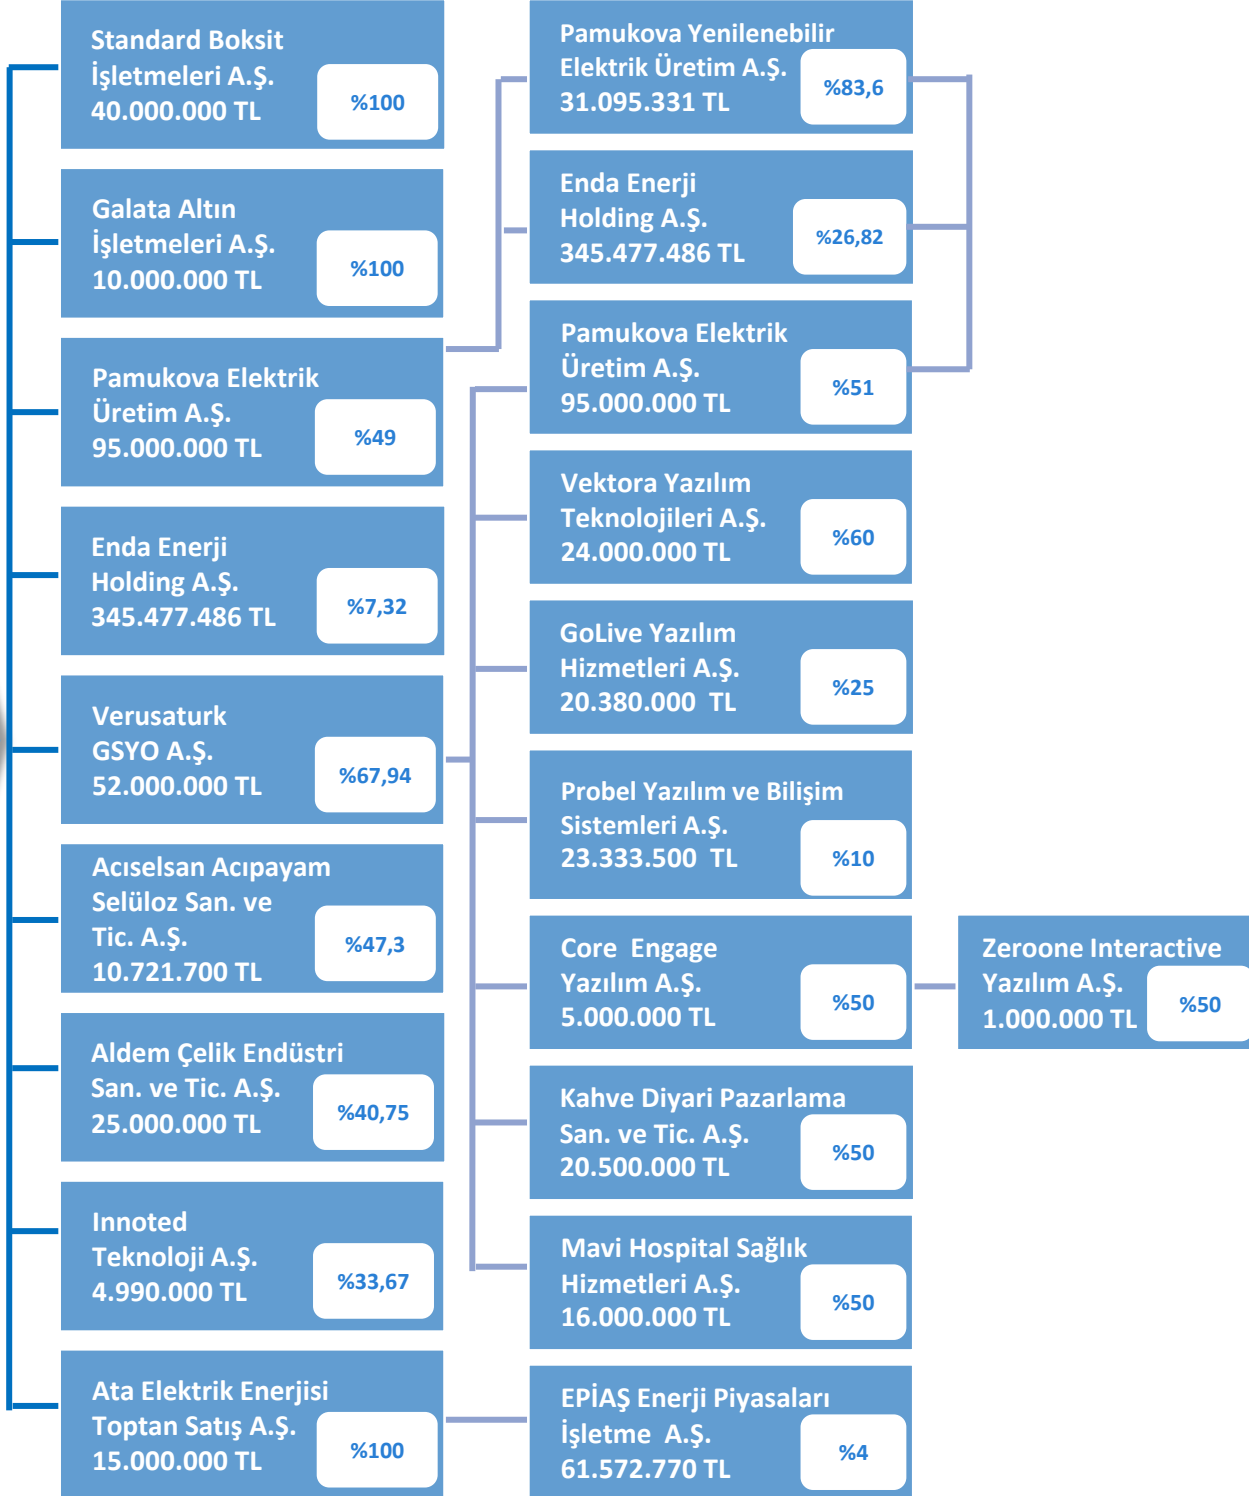 Standard Boksit
İşletmeleri A.Ş.
40.000.000 TL
%100
Galata Altın
İşletmeleri A.Ş.
10.000.000 TL
%100
Pamukova Elektrik
Üretim A.Ş.
95.000.000 TL
%49
Enda Enerji
Holding A.Ş.
345.477.486 TL
%7,32
Verusaturk
GSYO A.Ş.
52.000.000 TL
%67,94
Acıselsan Acıpayam
Selüloz San. ve
Tic. A.Ş.
10.721.700 TL
%47,3
Aldem Çelik Endüstri
San. ve Tic. A.Ş.
25.000.000 TL
%40,75
Innoted
Teknoloji A.Ş.
4.990.000 TL
%33,67
Ata Elektrik Enerjisi
Toptan Satış A.Ş.
15.000.000 TL
%100
Pamukova Yenilenebilir
Elektrik Üretim A.Ş.
31.095.331 TL
%83,6
Enda Enerji
Holding A.Ş.
345.477.486 TL
%26,82
Pamukova Elektrik
Üretim A.Ş.
95.000.000 TL
%51
Vektora Yazılım
Teknolojileri A.Ş.
24.000.000 TL
%60
GoLive Yazılım
Hizmetleri A.Ş.
20.380.000 TL
%25
Probel Yazılım ve Bilişim
Sistemleri A.Ş.
23.333.500 TL
%10
Core Engage
Yazılım A.Ş.
5.000.000 TL
%50
Kahve Diyari Pazarlama
San. ve Tic. A.Ş.
20.500.000 TL
%50
Mavi Hospital Sağlık
Hizmetleri A.Ş.
16.000.000 TL
%50
EPİAŞ Enerji Piyasaları
İşletme A.Ş.
61.572.770 TL
%4
Zeroone Interactive
Yazılım A.Ş.
1.000.000 TL
%50